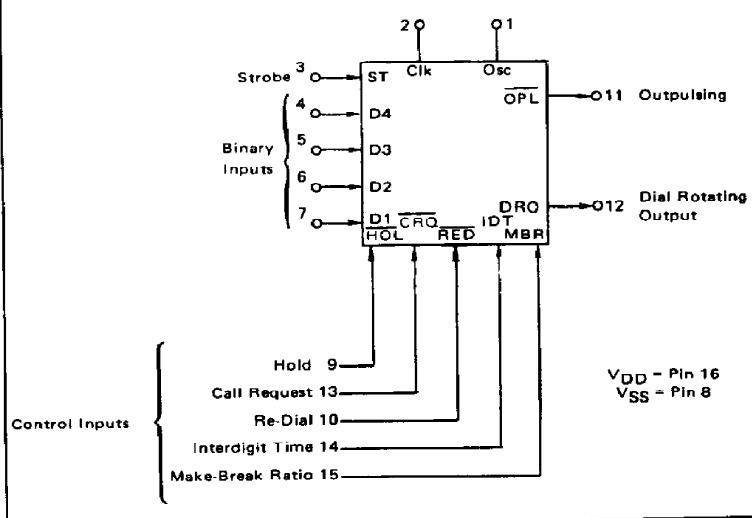 2 1
Clk Osc
Strobe 3 ST
OPL 11 Outpulsing
4 D4
Binary Inputs
5 D3
6 D2
7 D1
DRO 12 Dial Rotating Output
HOL CRQ RED IDT MBR
Hold 9
Call Request 13
Re-Dial 10
Interdigit Time 14
Make-Break Ratio 15
Control Inputs
VDD = Pin 16
VSS = Pin 8